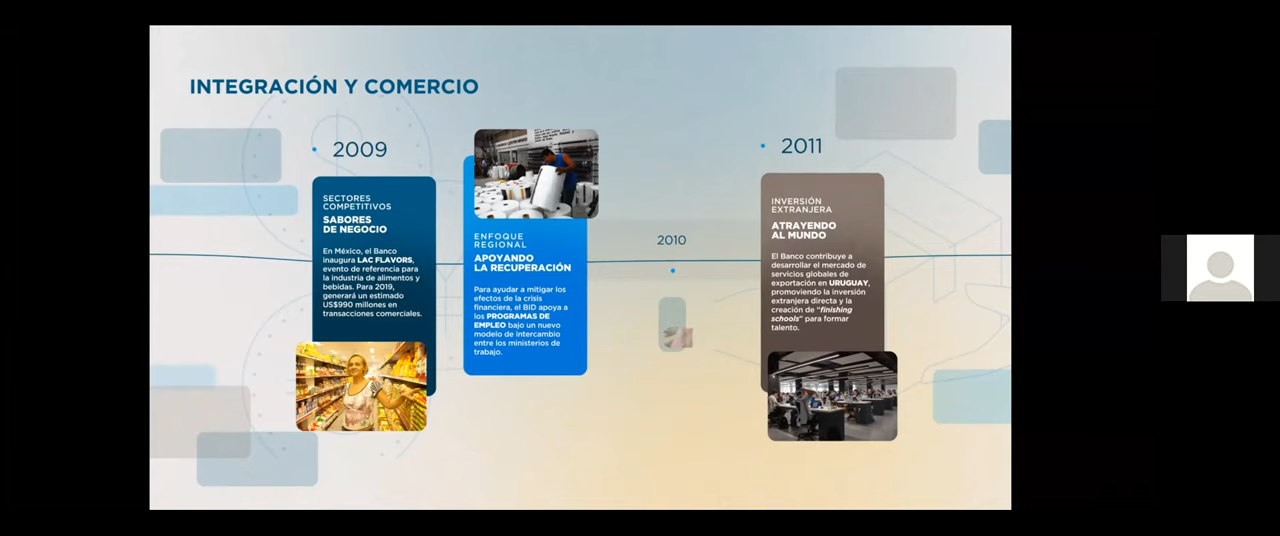 INTEGRACIÓN Y COMERCIO
2009
SECTORES
COMPETITIVOS
SABORES
DE NEGOCIO
En México, el Banco
inaugura LAC FLAVORS,
evento de referencia para
la industria de alimentos y
bebidas. Para 2019,
generará un estimado
US$990 millones en
transacciones comerciales.
ENFOQUE
REGIONAL
APOYANDO
LA RECUPERACIÓN
Para ayudar a mitigar los
efectos de la crisis
financiera, el BID apoya a
los PROGRAMAS DE
EMPLEO bajo un nuevo
modelo de intercambio
entre los ministerios de
trabajo.
2010
2011
INVERSIÓN
EXTRANJERA
ATRAYENDO
AL MUNDO
El Banco contribuye a
desarrollar el mercado de
servicios globales de
exportación en URUGUAY,
promoviendo la inversión
extranjera directa y la
creación de “finishing
schools” para formar
talento.